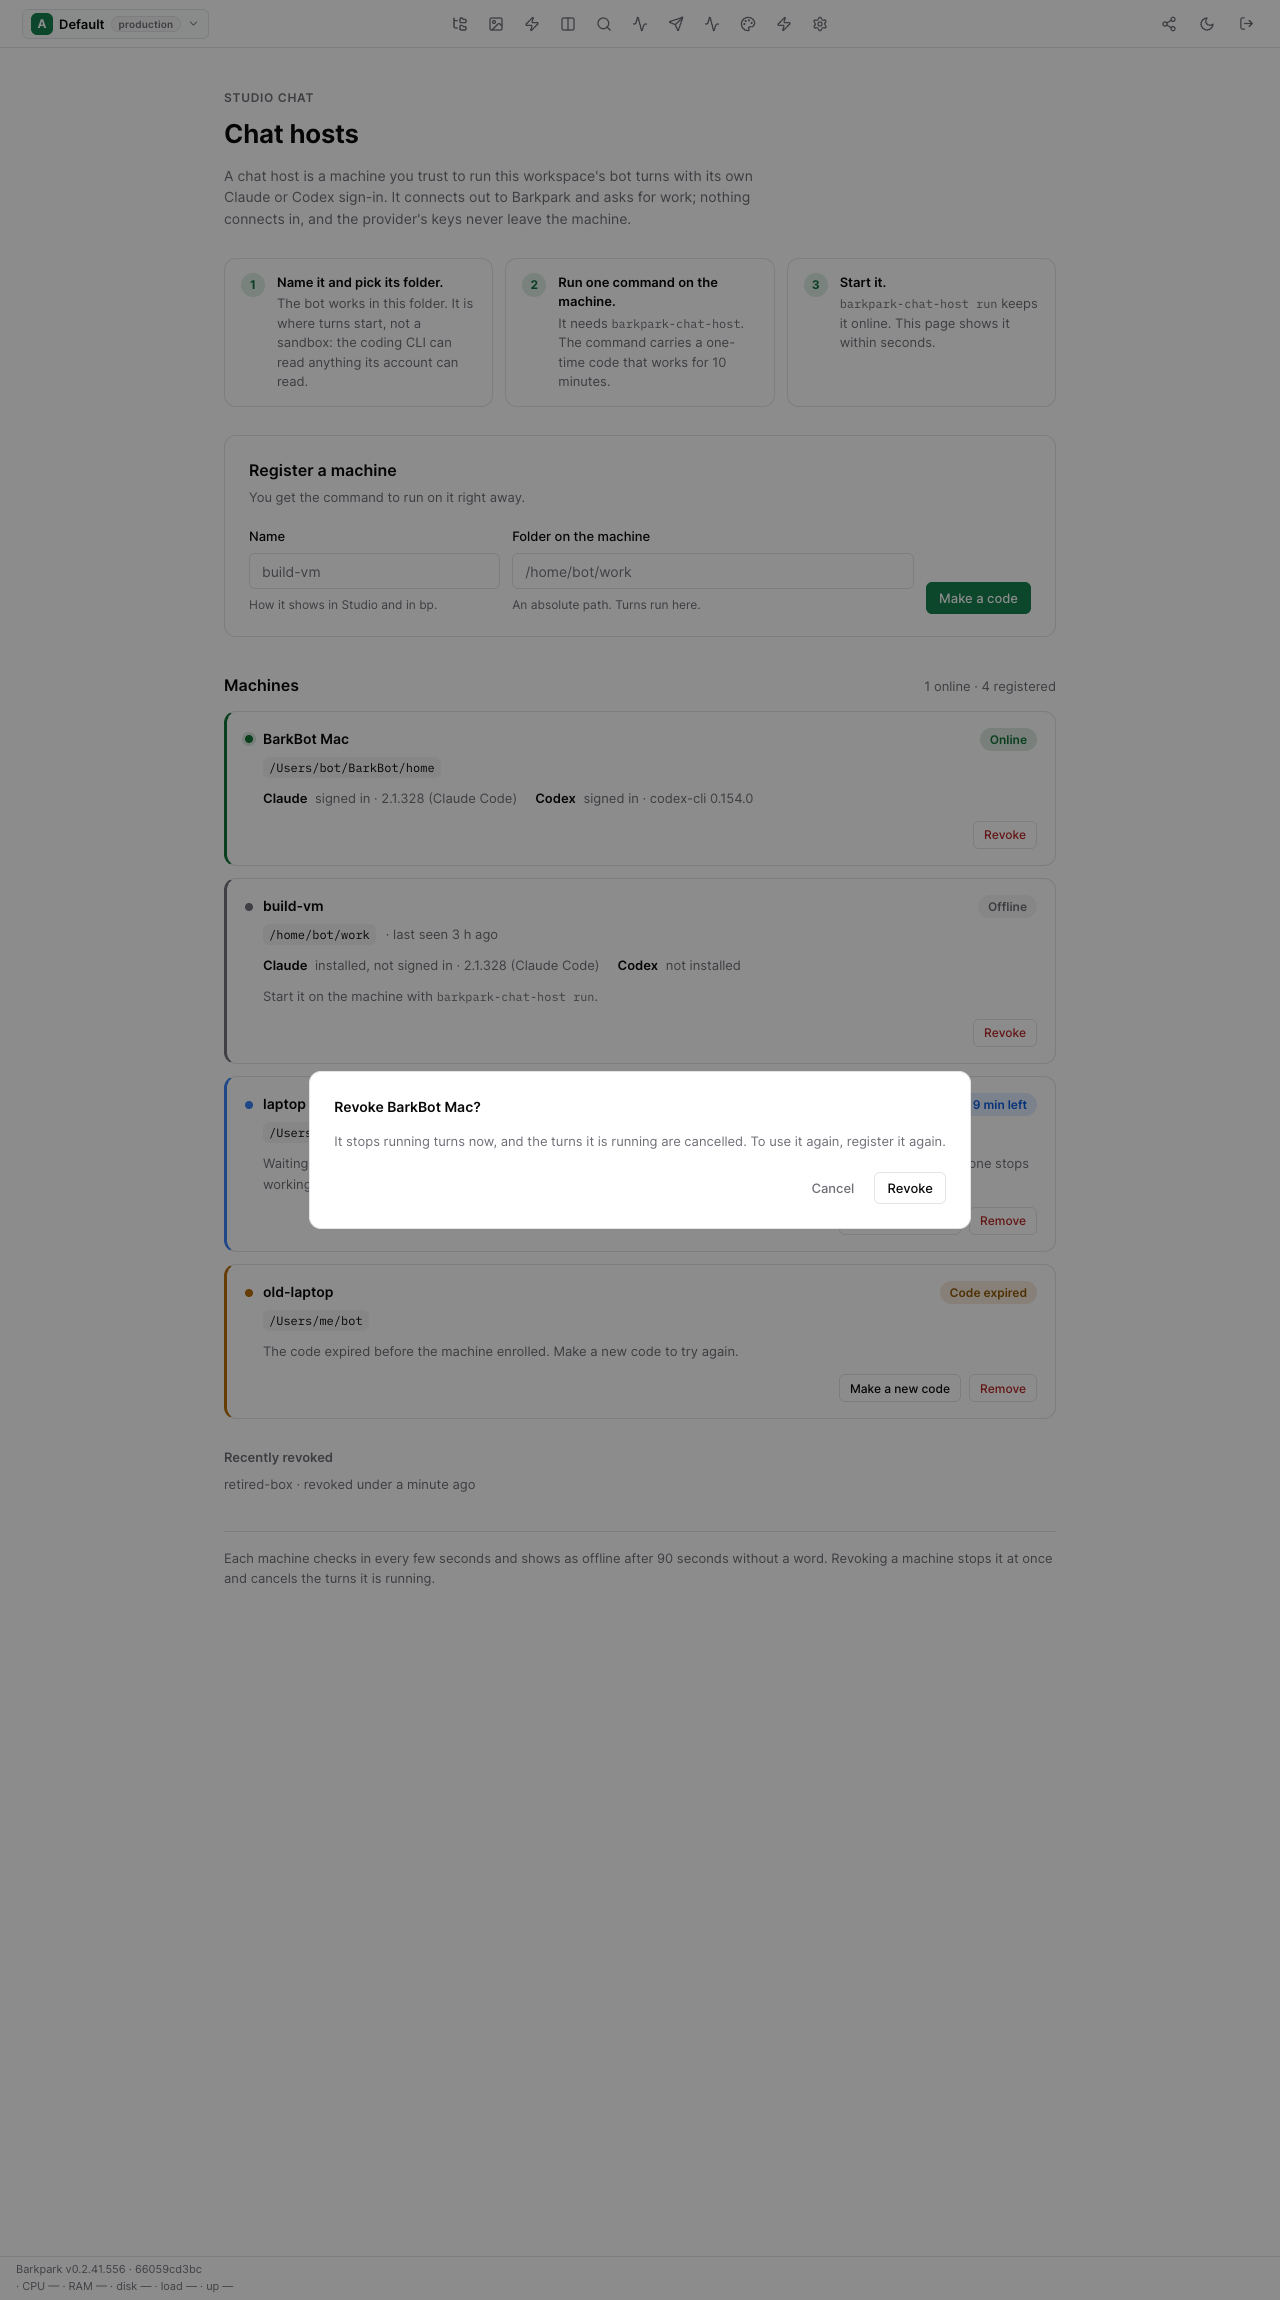 A Default production
STUDIO CHAT
Chat hosts
A chat host is a machine you trust to run this workspace's bot turns with its own
Claude or Codex sign-in. It connects out to Barkpark and asks for work; nothing
connects in, and the provider's keys never leave the machine.
1
Name it and pick its folder.
The bot works in this folder. It is
where turns start, not a
sandbox: the coding CLI can
read anything its account can
read.
2
Run one command on the
machine.
It needs barkpark-chat-host.
The command carries a one-
time code that works for 10
minutes.
3
Start it.
barkpark-chat-host run keeps
it online. This page shows it
within seconds.
Register a machine
You get the command to run on it right away.
Name
build-vm
How it shows in Studio and in bp.
Folder on the machine
/home/bot/work
An absolute path. Turns run here.
Make a code
Machines
1 online · 4 registered
BarkBot Mac
Online
/Users/bot/BarkBot/home
Claude signed in · 2.1.328 (Claude Code) Codex signed in · codex-cli 0.154.0
Revoke
build-vm
Offline
/home/bot/work · last seen 3 h ago
Claude installed, not signed in · 2.1.328 (Claude Code) Codex not installed
Start it on the machine with barkpark-chat-host run.
Revoke
laptop
9 min left
/Users
Waiting
one stops
working
Remove
Revoke BarkBot Mac?
It stops running turns now, and the turns it is running are cancelled. To use it again, register it again.
Cancel
Revoke
old-laptop
Code expired
/Users/me/bot
The code expired before the machine enrolled. Make a new code to try again.
Make a new code
Remove
Recently revoked
retired-box · revoked under a minute ago
Each machine checks in every few seconds and shows as offline after 90 seconds without a word. Revoking a machine stops it at once
and cancels the turns it is running.
Barkpark v0.2.41.556 · 66059cd3bc
· CPU — · RAM — · disk — · load — · up —